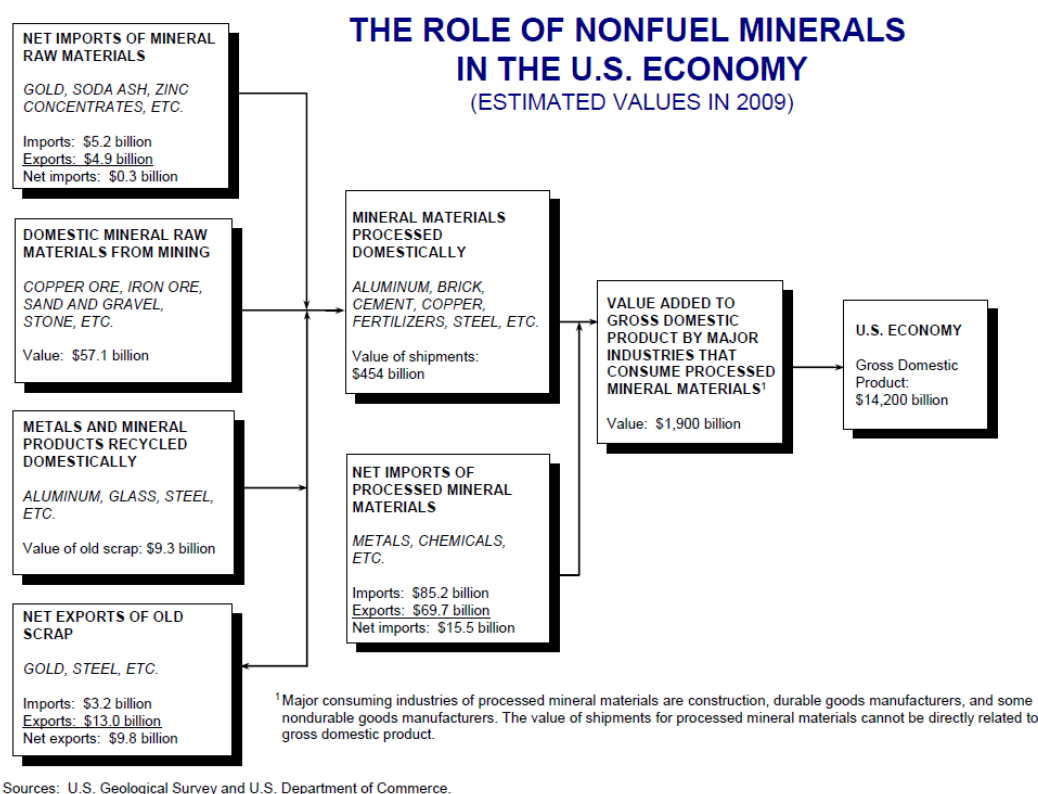 THE ROLE OF NONFUEL MINERALS
IN THE U.S. ECONOMY
(ESTIMATED VALUES IN 2009)
NET IMPORTS OF MINERAL
RAW MATERIALS
GOLD, SODA ASH, ZINC
CONCENTRATES, ETC.
Imports: $5.2 billion
Exports: $4.9 billion
Net imports: $0.3 billion
DOMESTIC MINERAL RAW
MATERIALS FROM MINING
COPPER ORE, IRON ORE,
SAND AND GRAVEL,
STONE, ETC.
Value: $57.1 billion
METALS AND MINERAL
PRODUCTS RECYCLED
DOMESTICALLY
ALUMINUM, GLASS, STEEL,
ETC.
Value of old scrap: $9.3 billion
NET EXPORTS OF OLD
SCRAP
GOLD, STEEL, ETC.
Imports: $3.2 billion
Exports: $13.0 billion
Net exports: $9.8 billion
MINERAL MATERIALS
PROCESSED
DOMESTICALLY
ALUMINUM, BRICK,
CEMENT, COPPER,
FERTILIZERS, STEEL, ETC.
Value of shipments:
$454 billion
NET IMPORTS OF
PROCESSED MINERAL
MATERIALS
METALS, CHEMICALS,
ETC.
Imports: $85.2 billion
Exports: $69.7 billion
Net imports: $15.5 billion
VALUE ADDED TO
GROSS DOMESTIC
PRODUCT BY MAJOR
INDUSTRIES THAT
CONSUME PROCESSED
MINERAL MATERIALS¹
Value: $1,900 billion
U.S. ECONOMY
Gross Domestic
Product:
$14,200 billion
¹ Major consuming industries of processed mineral materials are construction, durable goods manufacturers, and some
nondurable goods manufacturers. The value of shipments for processed mineral materials cannot be directly related to
gross domestic product.
Sources: U.S. Geological Survey and U.S. Department of Commerce.